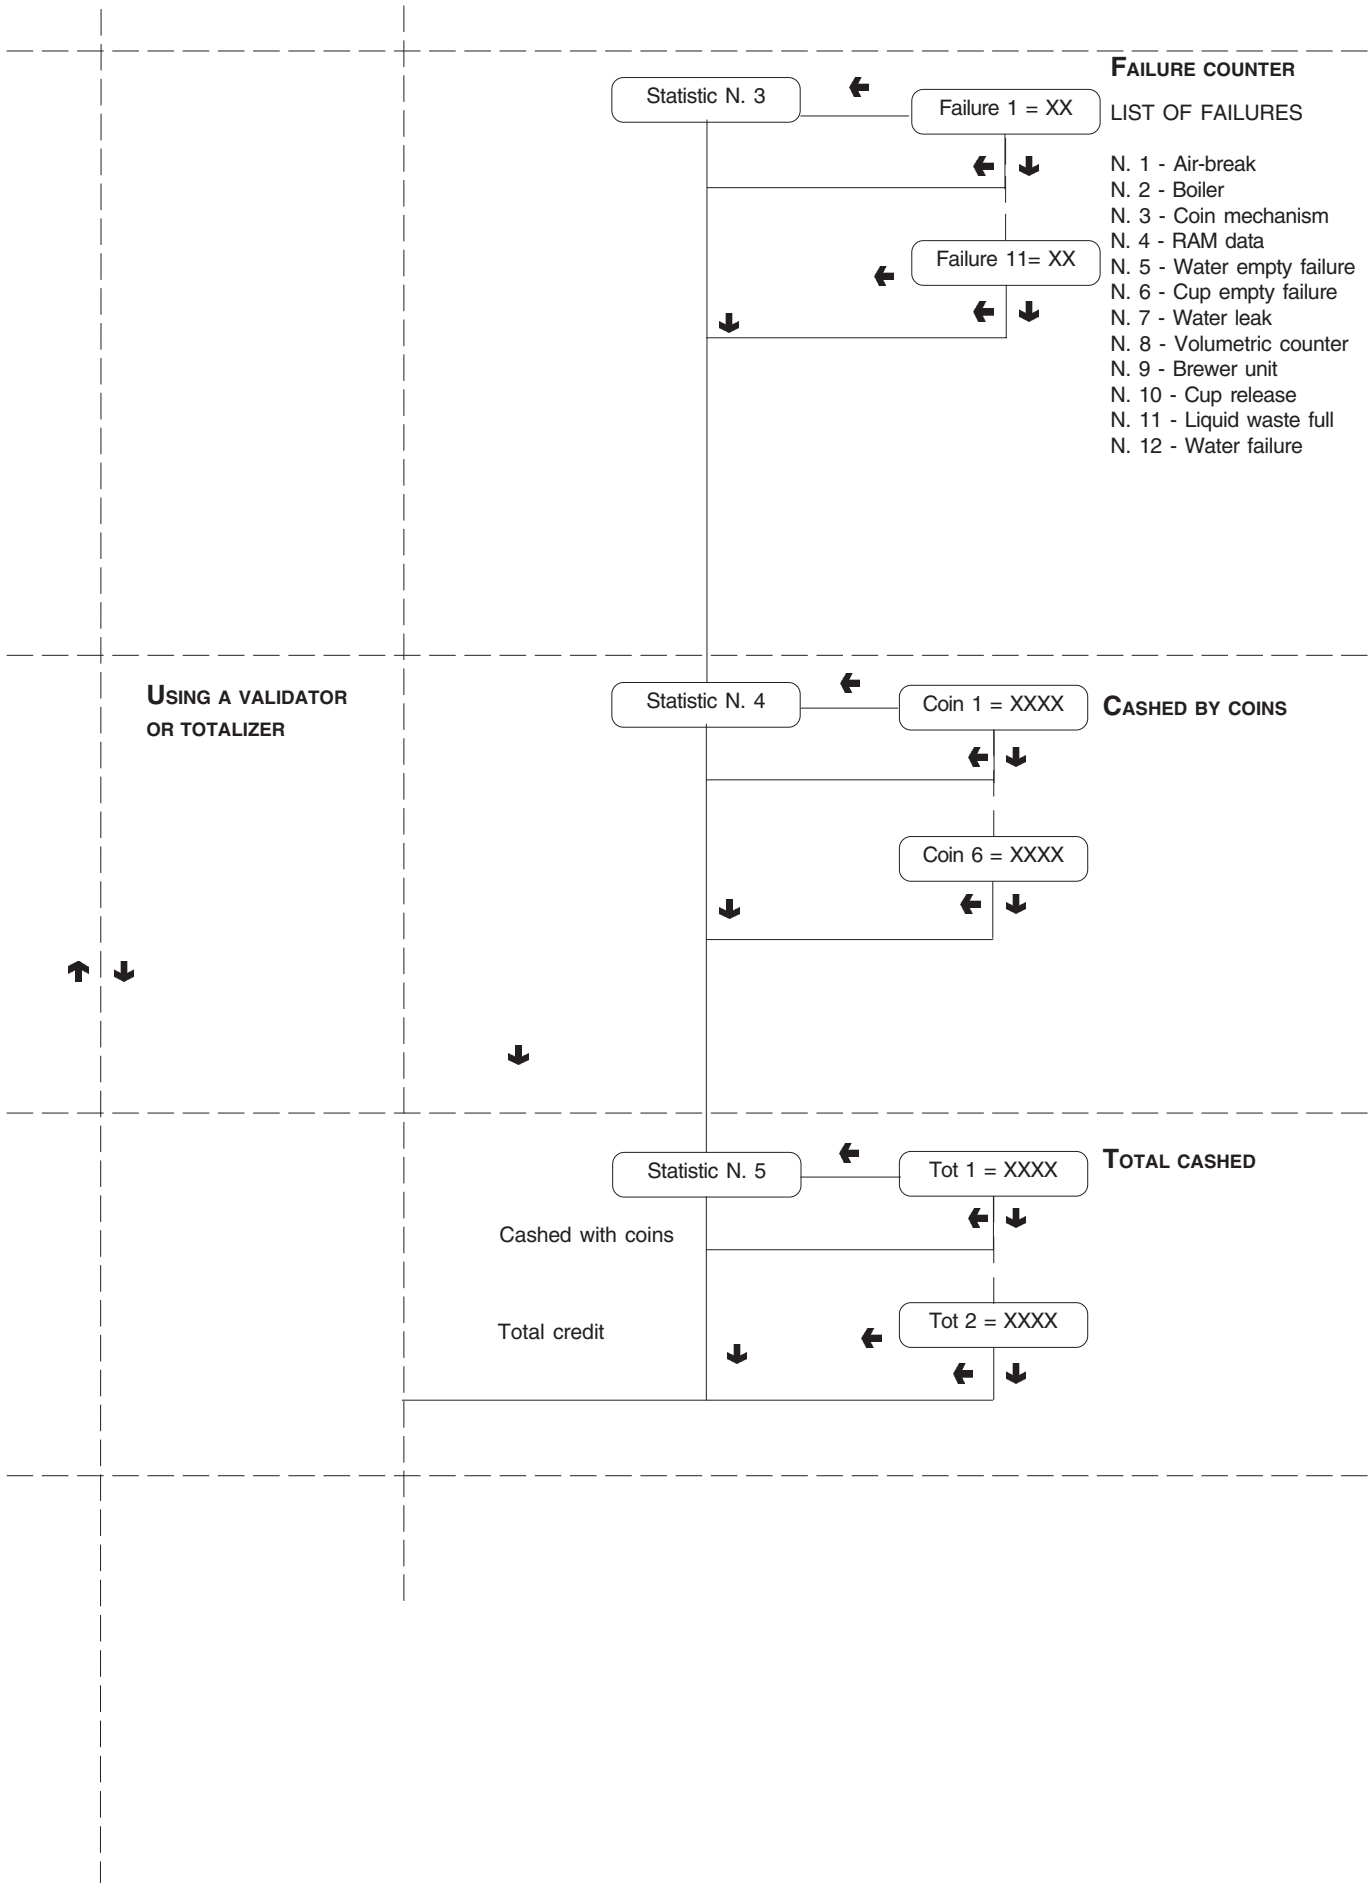 FAILURE COUNTER
Statistic N. 3
Failure 1 = XX
LIST OF FAILURES
N. 1 - Air-break
N. 2 - Boiler
N. 3 - Coin mechanism
N. 4 - RAM data
Failure 11= XX
N. 5 - Water empty failure
N. 6 - Cup empty failure
N. 7 - Water leak
N. 8 - Volumetric counter
N. 9 - Brewer unit
N. 10 - Cup release
N. 11 - Liquid waste full
N. 12 - Water failure
USING A VALIDATOR
OR TOTALIZER
Statistic N. 4
Coin 1 = XXXX
CASHED BY COINS
Coin 6 = XXXX
Statistic N. 5
Tot 1 = XXXX
TOTAL CASHED
Cashed with coins
Total credit
Tot 2 = XXXX